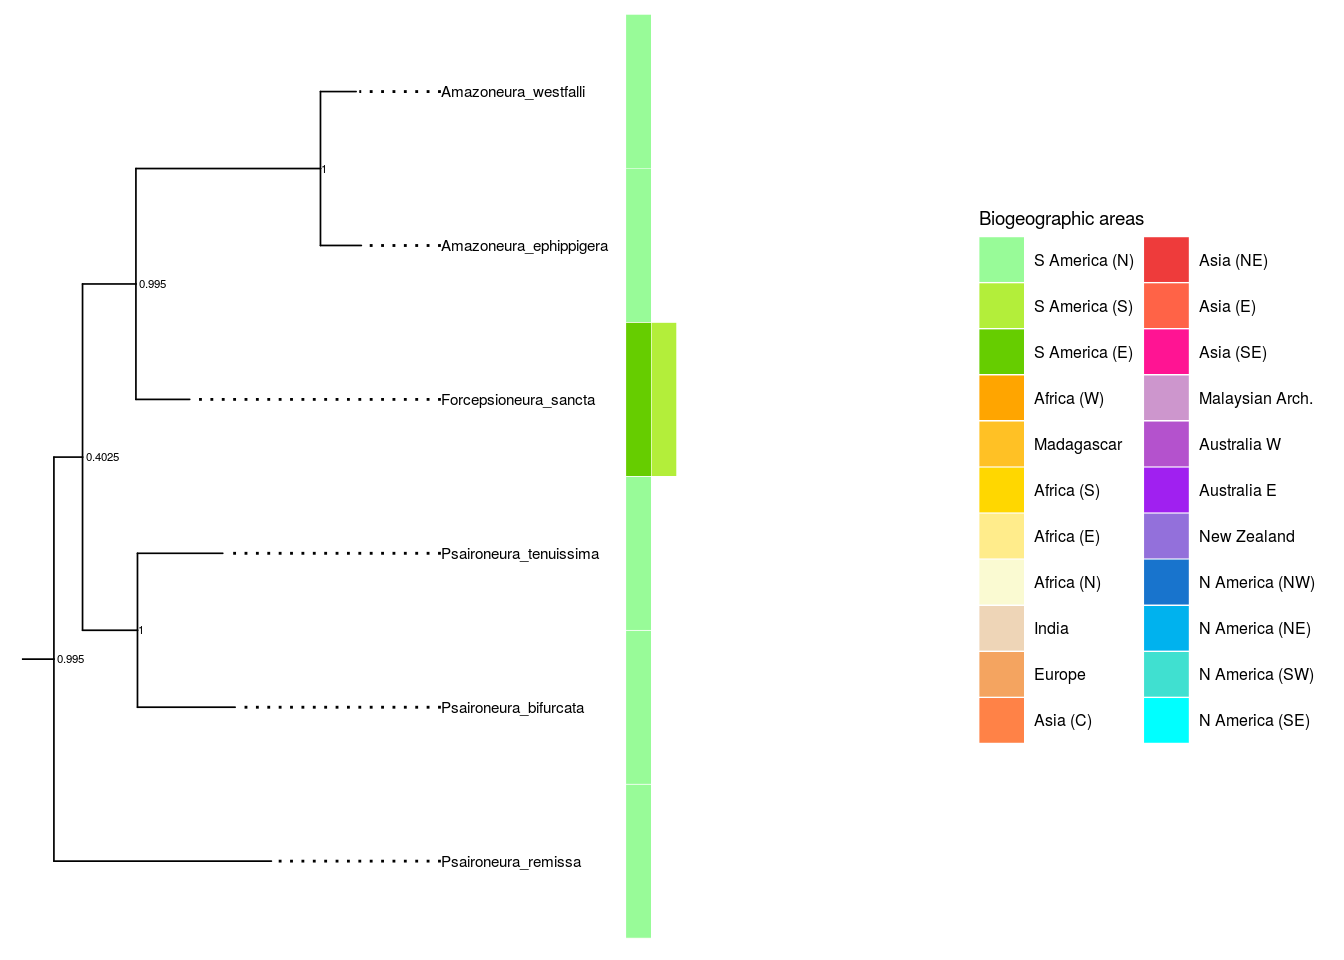 Amazoneura_westfalli
1
Amazoneura_ephippigera
0.995
Forcepsioneura_sancta
0.4025
Psaironeura_tenuissima
1
0.995
Psaironeura_bifurcata
Psaironeura_remissa
Biogeographic areas
S America (N)
S America (S)
S America (E)
Africa (W)
Madagascar
Africa (S)
Africa (E)
Africa (N)
India
Europe
Asia (C)
Asia (NE)
Asia (E)
Asia (SE)
Malaysian Arch.
Australia W
Australia E
New Zealand
N America (NW)
N America (NE)
N America (SW)
N America (SE)